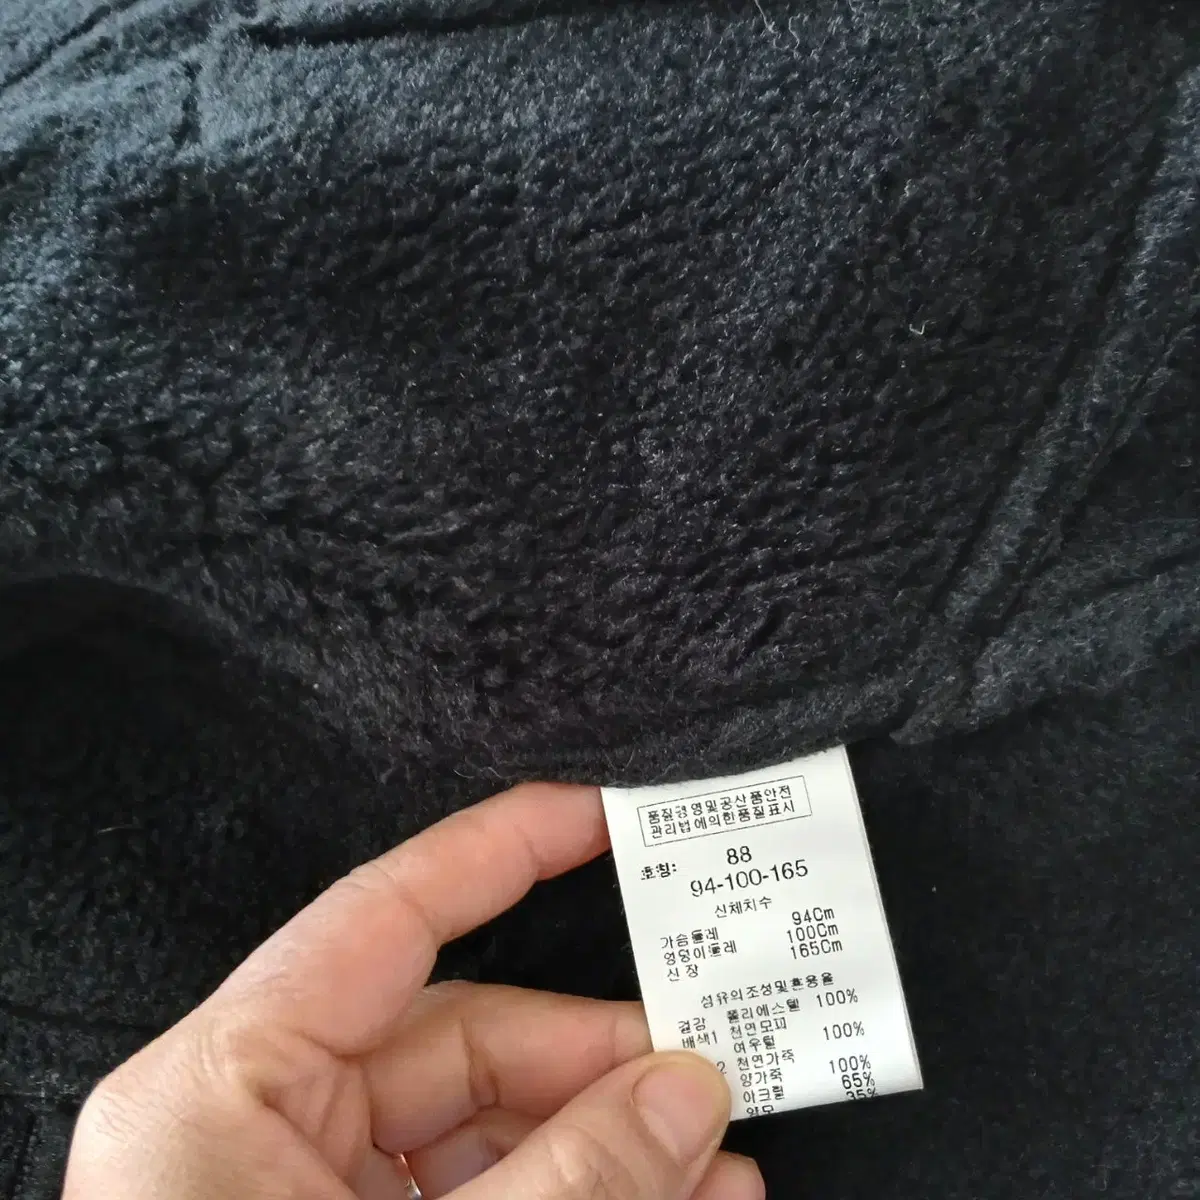 품질경영및공산품안전
관리법에의한품질표시
호칭: 88
94-100-165
신체치수
가슴둘레 94Cm
엉덩이둘레 100Cm
신장 165Cm
섬유의조성및혼용율
겉감 폴리에스텔 100%
배색1 천연모피
여우털 100%
2 천연가죽
양가죽 100%
아크릴 65%
양모 35%